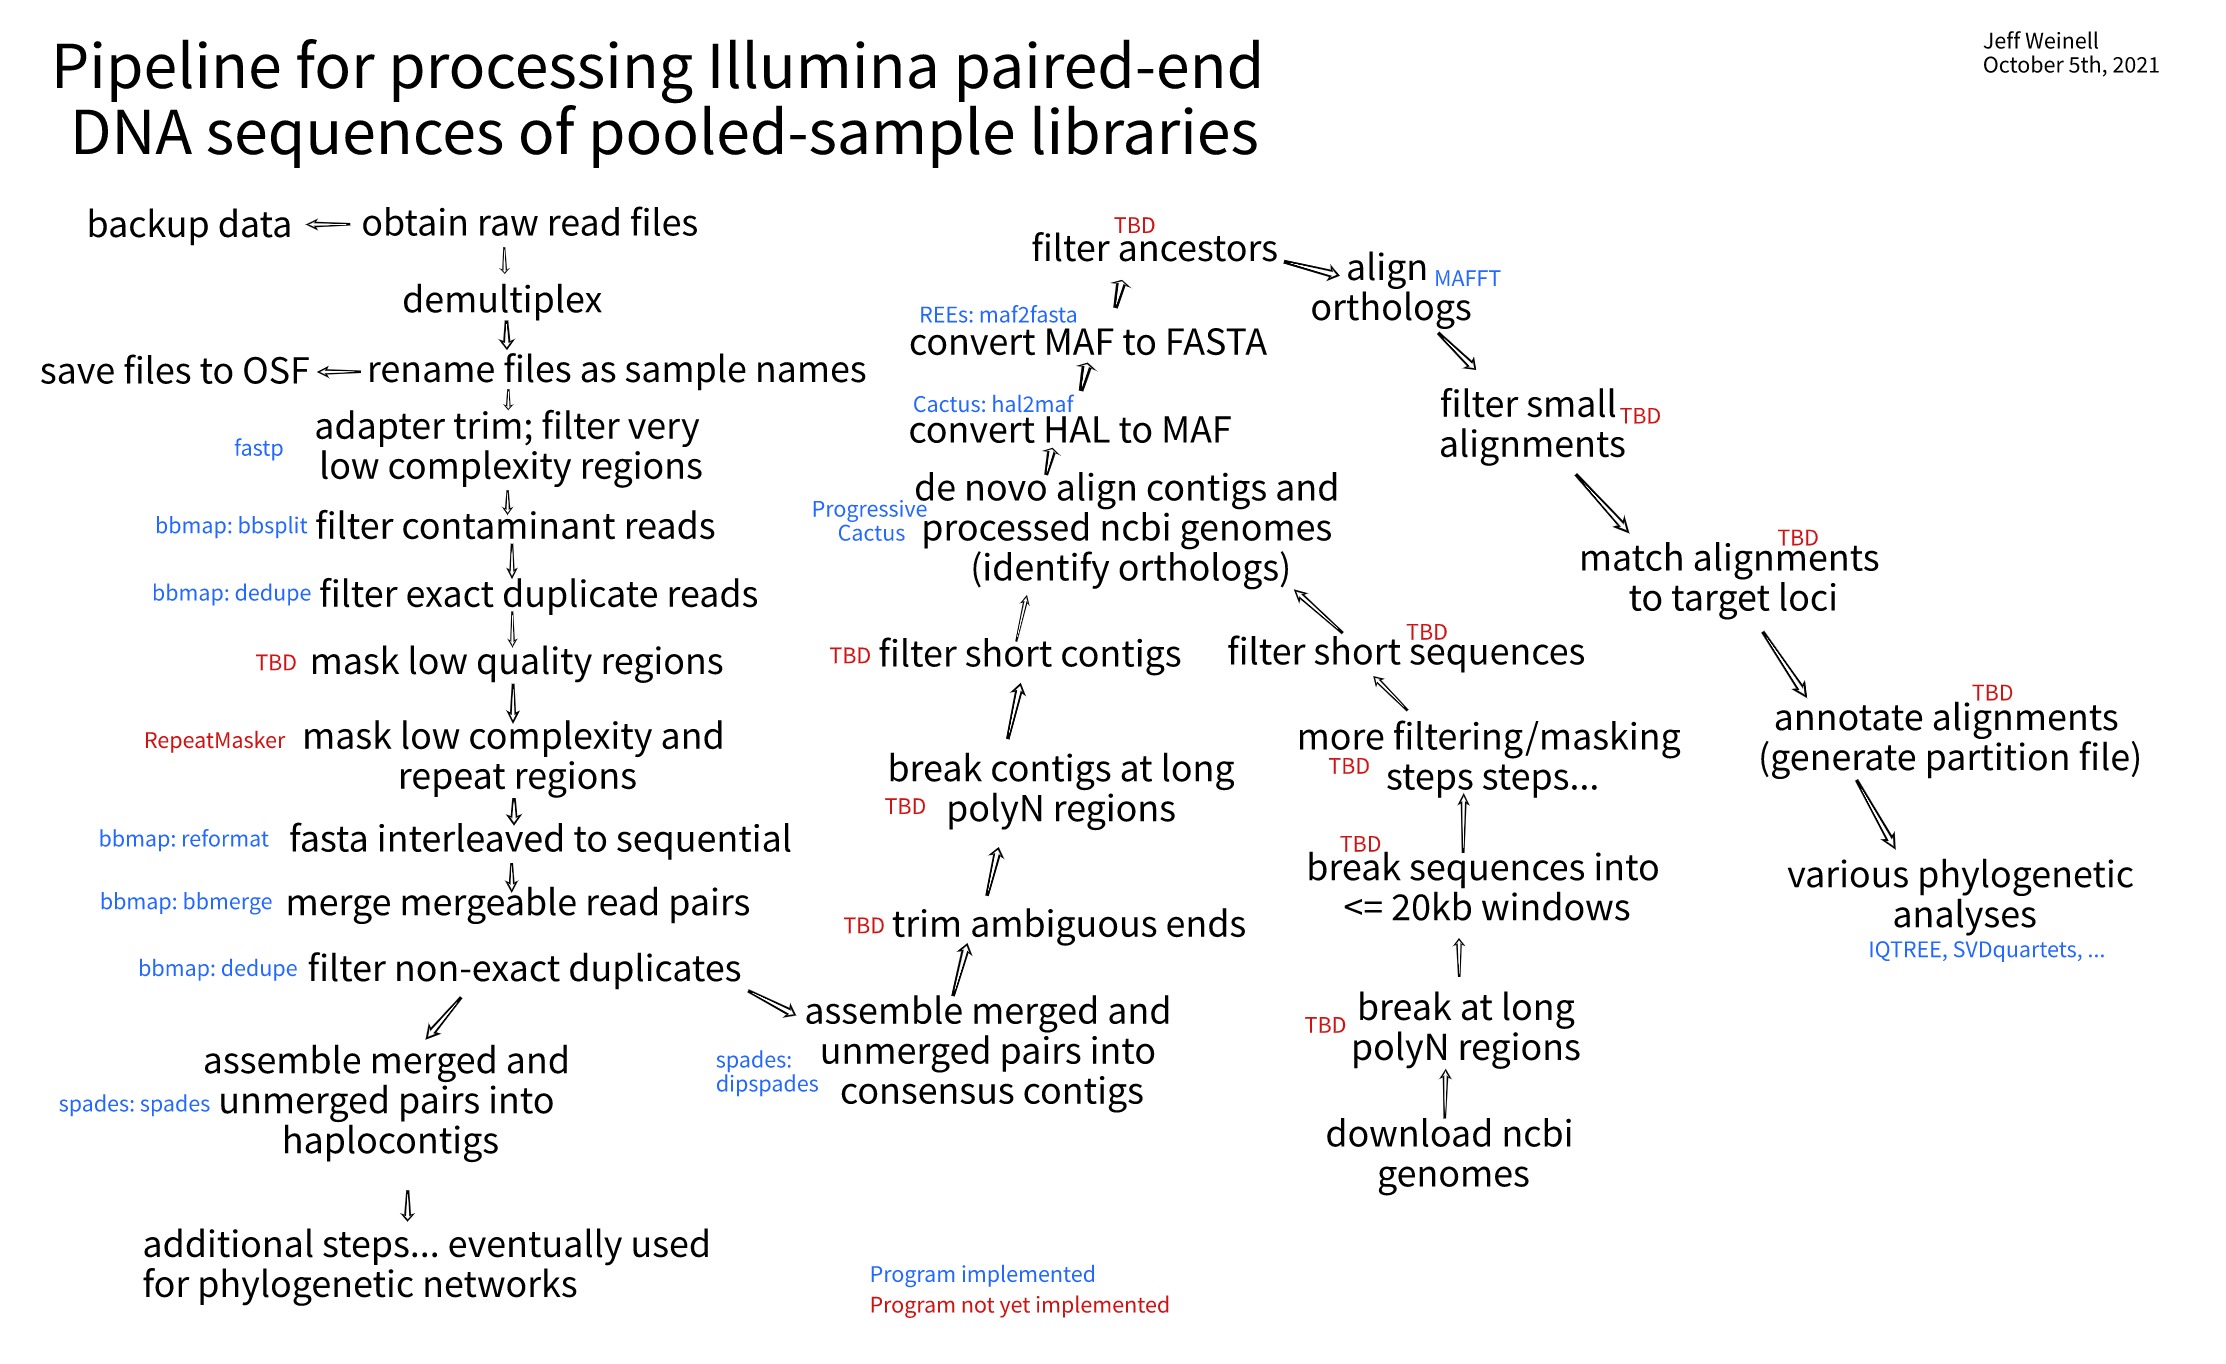 Pipeline for processing Illumina paired-end
DNA sequences of pooled-sample libraries
Jeff Weinell
October 5th, 2021
backup data
obtain raw read files
demultiplex
save files to OSF
rename files as sample names
fastp
adapter trim; filter very
low complexity regions
bbmap: bbsplit
filter contaminant reads
bbmap: dedupe
filter exact duplicate reads
TBD
mask low quality regions
RepeatMasker
mask low complexity and
repeat regions
bbmap: reformat
fasta interleaved to sequential
bbmap: bbmerge
merge mergeable read pairs
bbmap: dedupe
filter non-exact duplicates
spades: spades
assemble merged and
unmerged pairs into
haplocontigs
additional steps... eventually used
for phylogenetic networks
spades:
dipspades
assemble merged and
unmerged pairs into
consensus contigs
TBD
trim ambiguous ends
break contigs at long
TBD
polyN regions
TBD
filter short contigs
download ncbi
genomes
TBD
break at long
polyN regions
TBD
break sequences into
<= 20kb windows
more filtering/masking
TBD
steps steps...
TBD
filter short sequences
Progressive
Cactus
de novo align contigs and
processed ncbi genomes
(identify orthologs)
Cactus: hal2maf
convert HAL to MAF
REEs: maf2fasta
convert MAF to FASTA
TBD
filter ancestors
align
orthologs
MAFFT
filter small
alignments
TBD
TBD
match alignments
to target loci
TBD
annotate alignments
(generate partition file)
various phylogenetic
analyses
IQTREE, SVDquartets, ...
Program implemented
Program not yet implemented